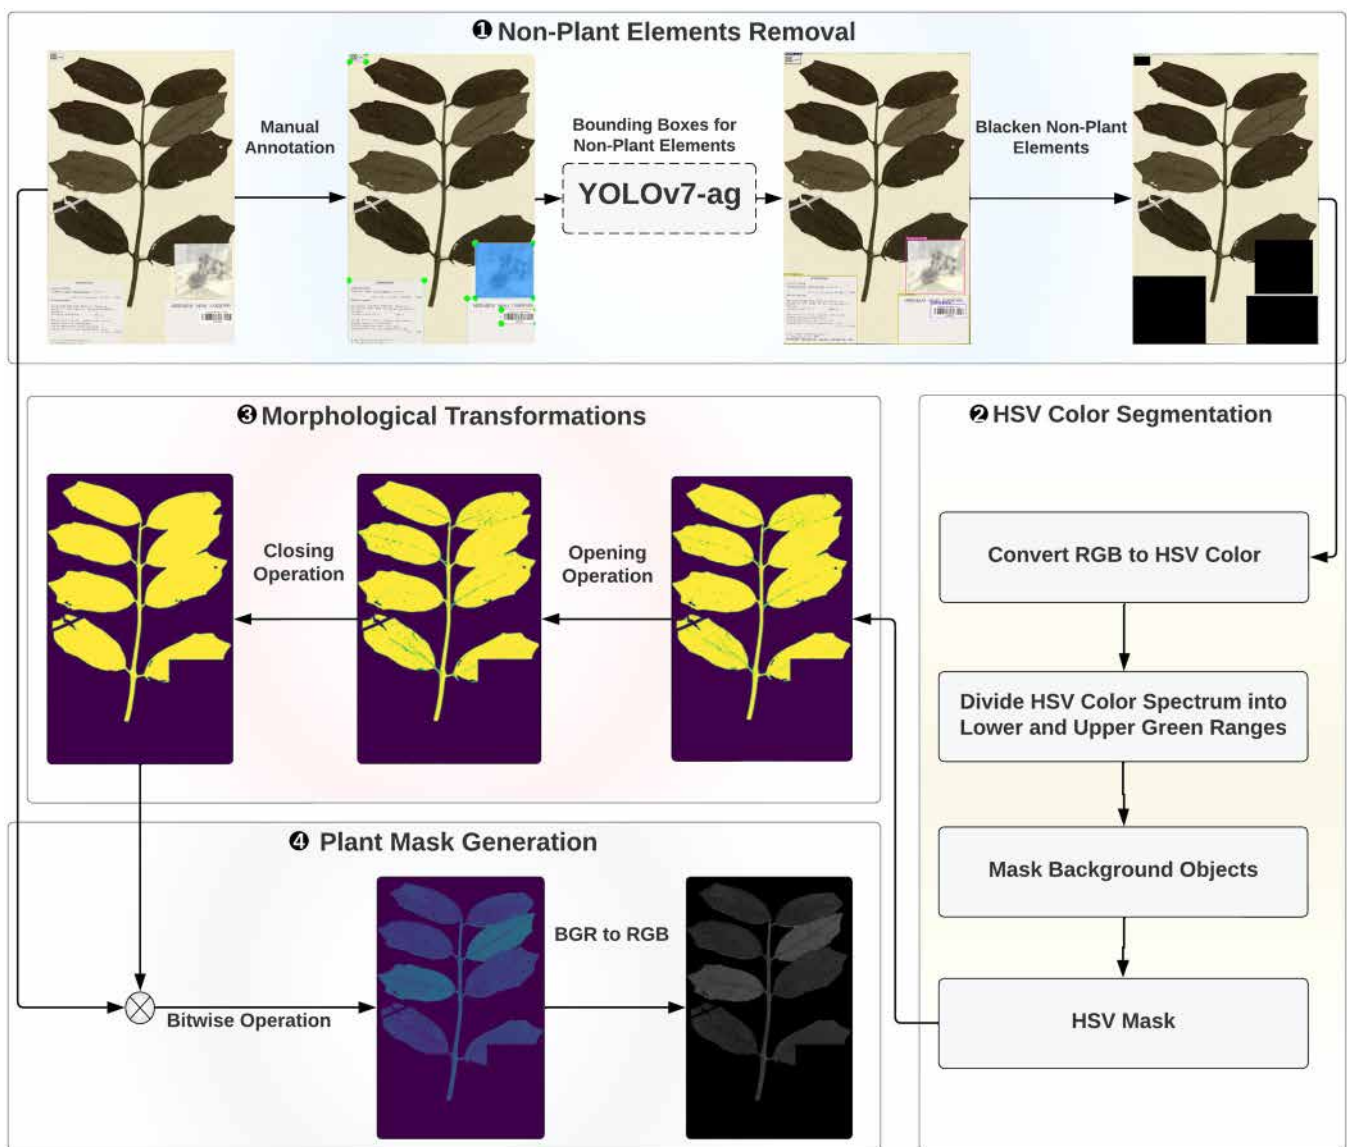 ❶ Non-Plant Elements Removal
Manual
Annotation
Bounding Boxes for
Non-Plant Elements
YOLOv7-ag
Blacken Non-Plant
Elements
❸ Morphological Transformations
Closing
Operation
Opening
Operation
❷ HSV Color Segmentation
Convert RGB to HSV Color
Divide HSV Color Spectrum into
Lower and Upper Green Ranges
Mask Background Objects
HSV Mask
❹ Plant Mask Generation
Bitwise Operation
BGR to RGB